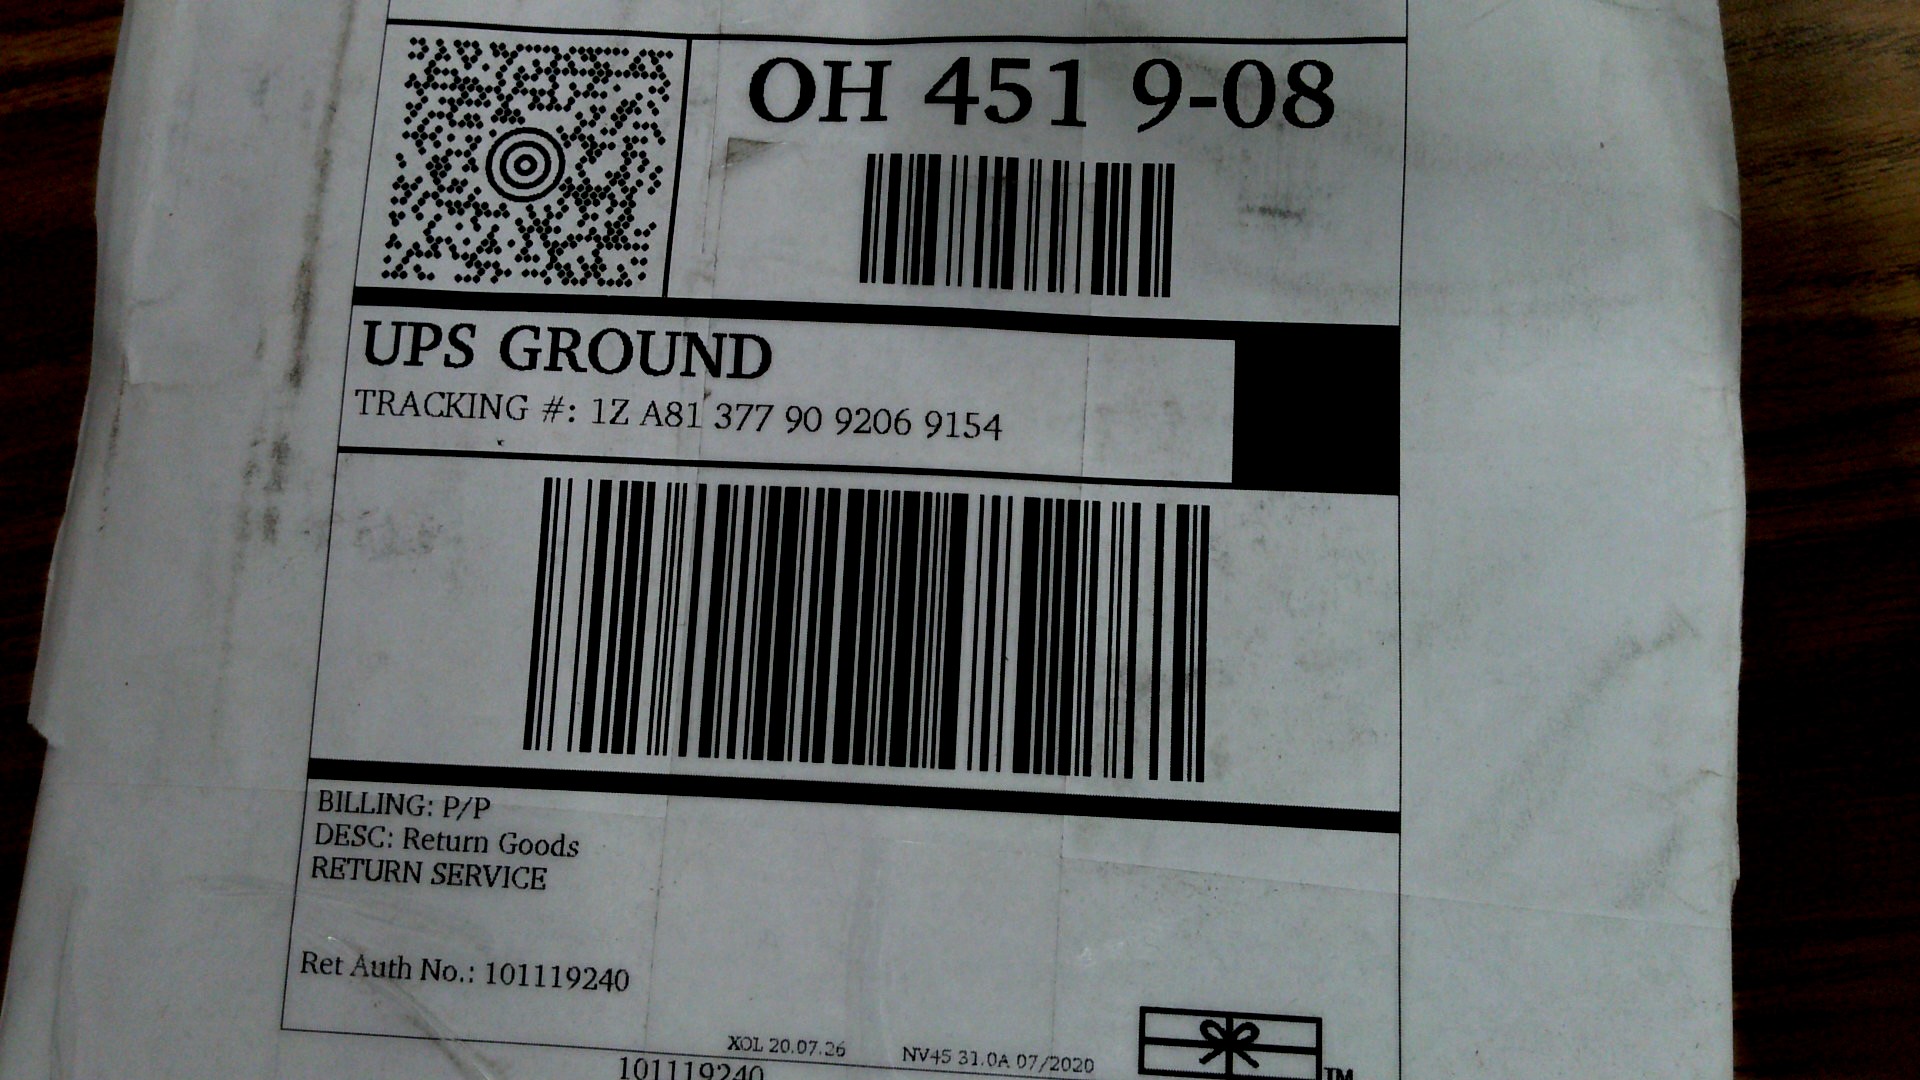 OH 451 9-08
UPS GROUND
TRACKING #: 1Z A81 377 90 9206 9154
BILLING: P/P
DESC: Return Goods
RETURN SERVICE
Ret Auth No.: 101119240
XOL 20.07.26 NV45 31.0A 07/2020
101119240
TM